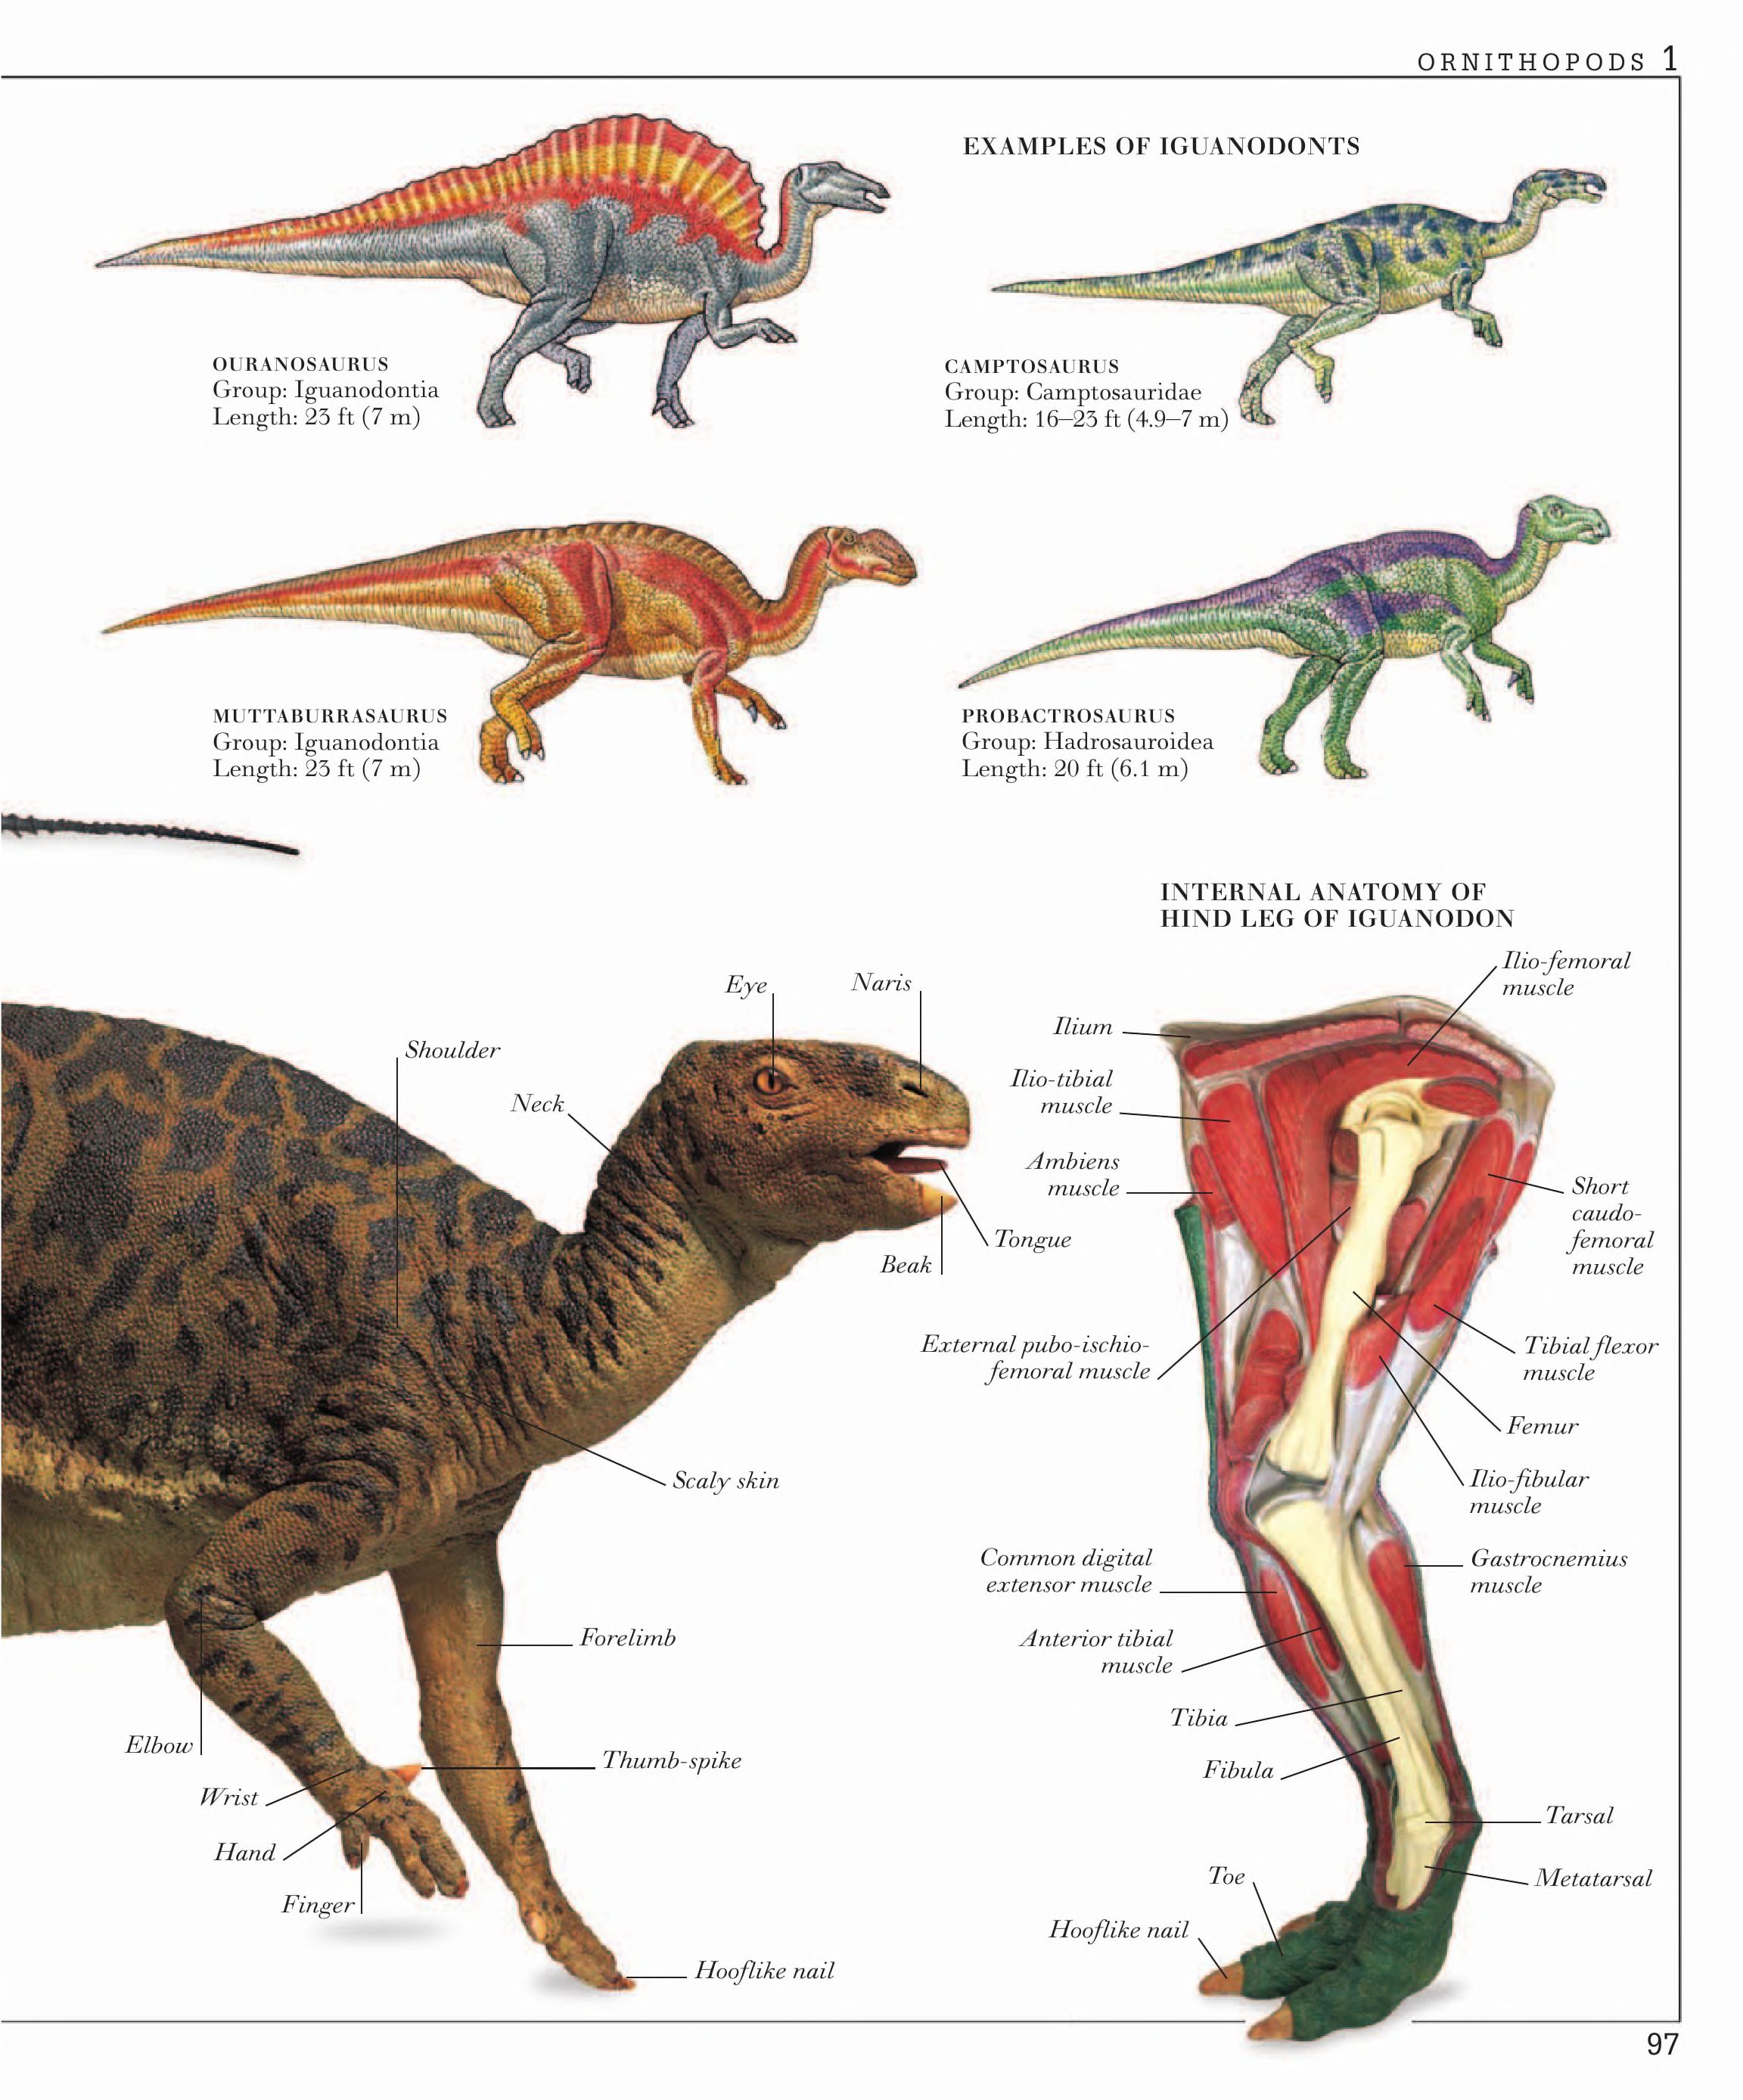 ORNITHOPODS 1
EXAMPLES OF IGUANODONTS
OURANOSAURUS
Group: Iguanodontia
Length: 23 ft (7 m)
CAMPTOSAURUS
Group: Camptosauridae
Length: 16–23 ft (4.9–7 m)
MUTTABURRASAURUS
Group: Iguanodontia
Length: 23 ft (7 m)
PROBACTROSAURUS
Group: Hadrosauroidea
Length: 20 ft (6.1 m)
Eye
Naris
Shoulder
Neck
Tongue
Beak
Scaly skin
Forelimb
Elbow
Thumb-spike
Wrist
Hand
Finger
Hooflike nail
INTERNAL ANATOMY OF
HIND LEG OF IGUANODON
Ilio-femoral
muscle
Ilium
Ilio-tibial
muscle
Ambiens
muscle
Short
caudo-
femoral
muscle
External pubo-ischio-
femoral muscle
Tibial flexor
muscle
Femur
Ilio-fibular
muscle
Common digital
extensor muscle
Gastrocnemius
muscle
Anterior tibial
muscle
Tibia
Fibula
Tarsal
Toe
Metatarsal
Hooflike nail
97